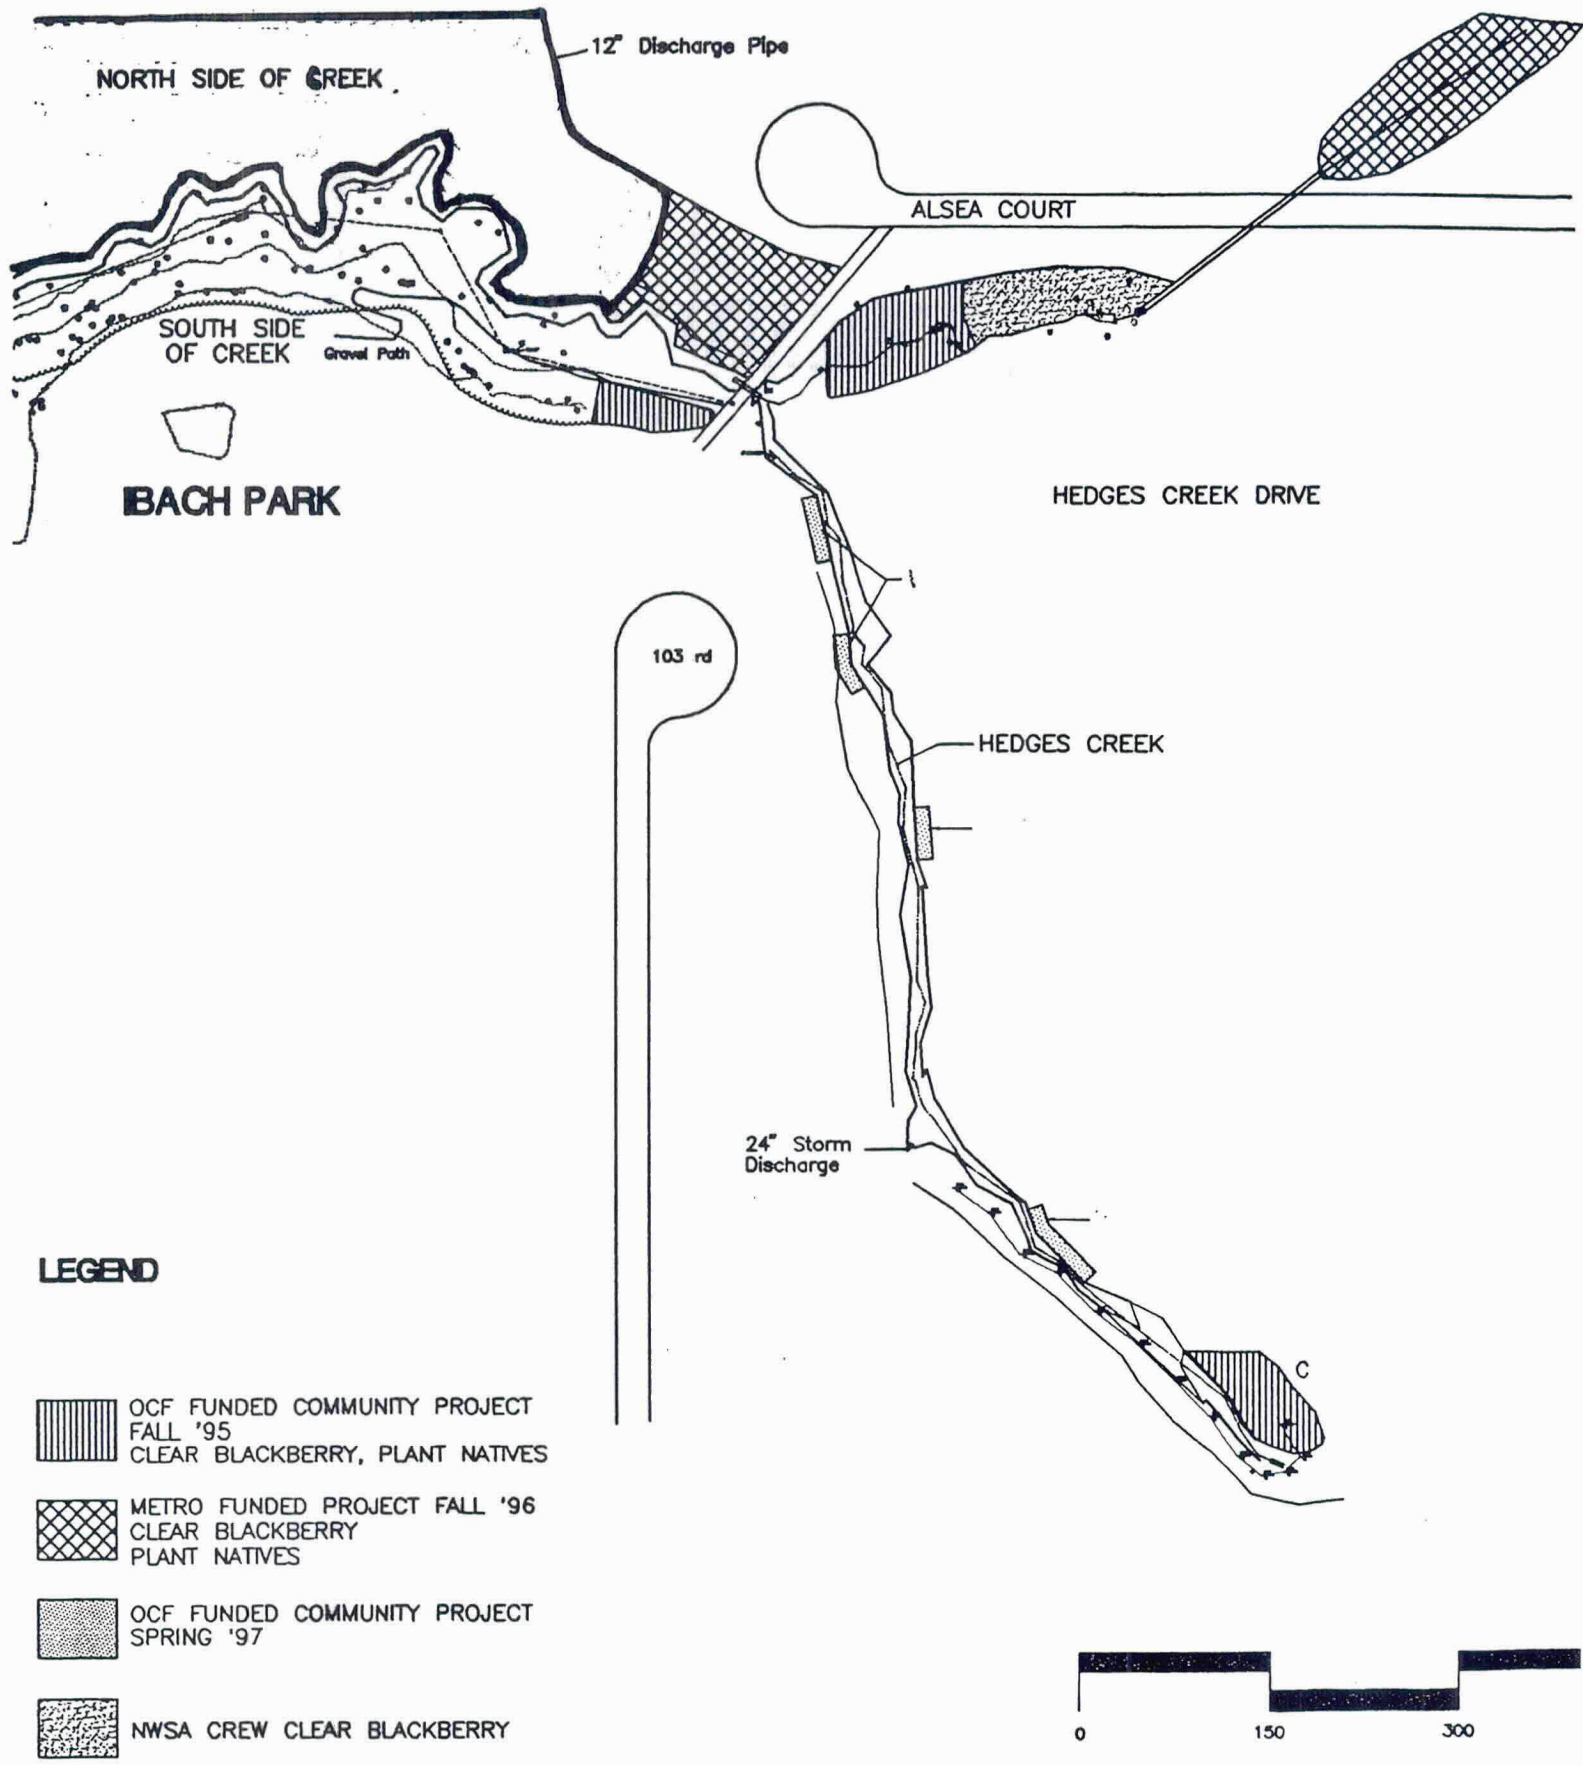 12" Discharge Pipe
NORTH SIDE OF CREEK
ALSEA COURT
SOUTH SIDE
OF CREEK
Gravel Path
IBACH PARK
HEDGES CREEK DRIVE
103 rd
HEDGES CREEK
24" Storm
Discharge
LEGEND
C
OCF FUNDED COMMUNITY PROJECT
FALL '95
CLEAR BLACKBERRY, PLANT NATIVES
METRO FUNDED PROJECT FALL '96
CLEAR BLACKBERRY
PLANT NATIVES
OCF FUNDED COMMUNITY PROJECT
SPRING '97
NWSA CREW CLEAR BLACKBERRY
0 150 300